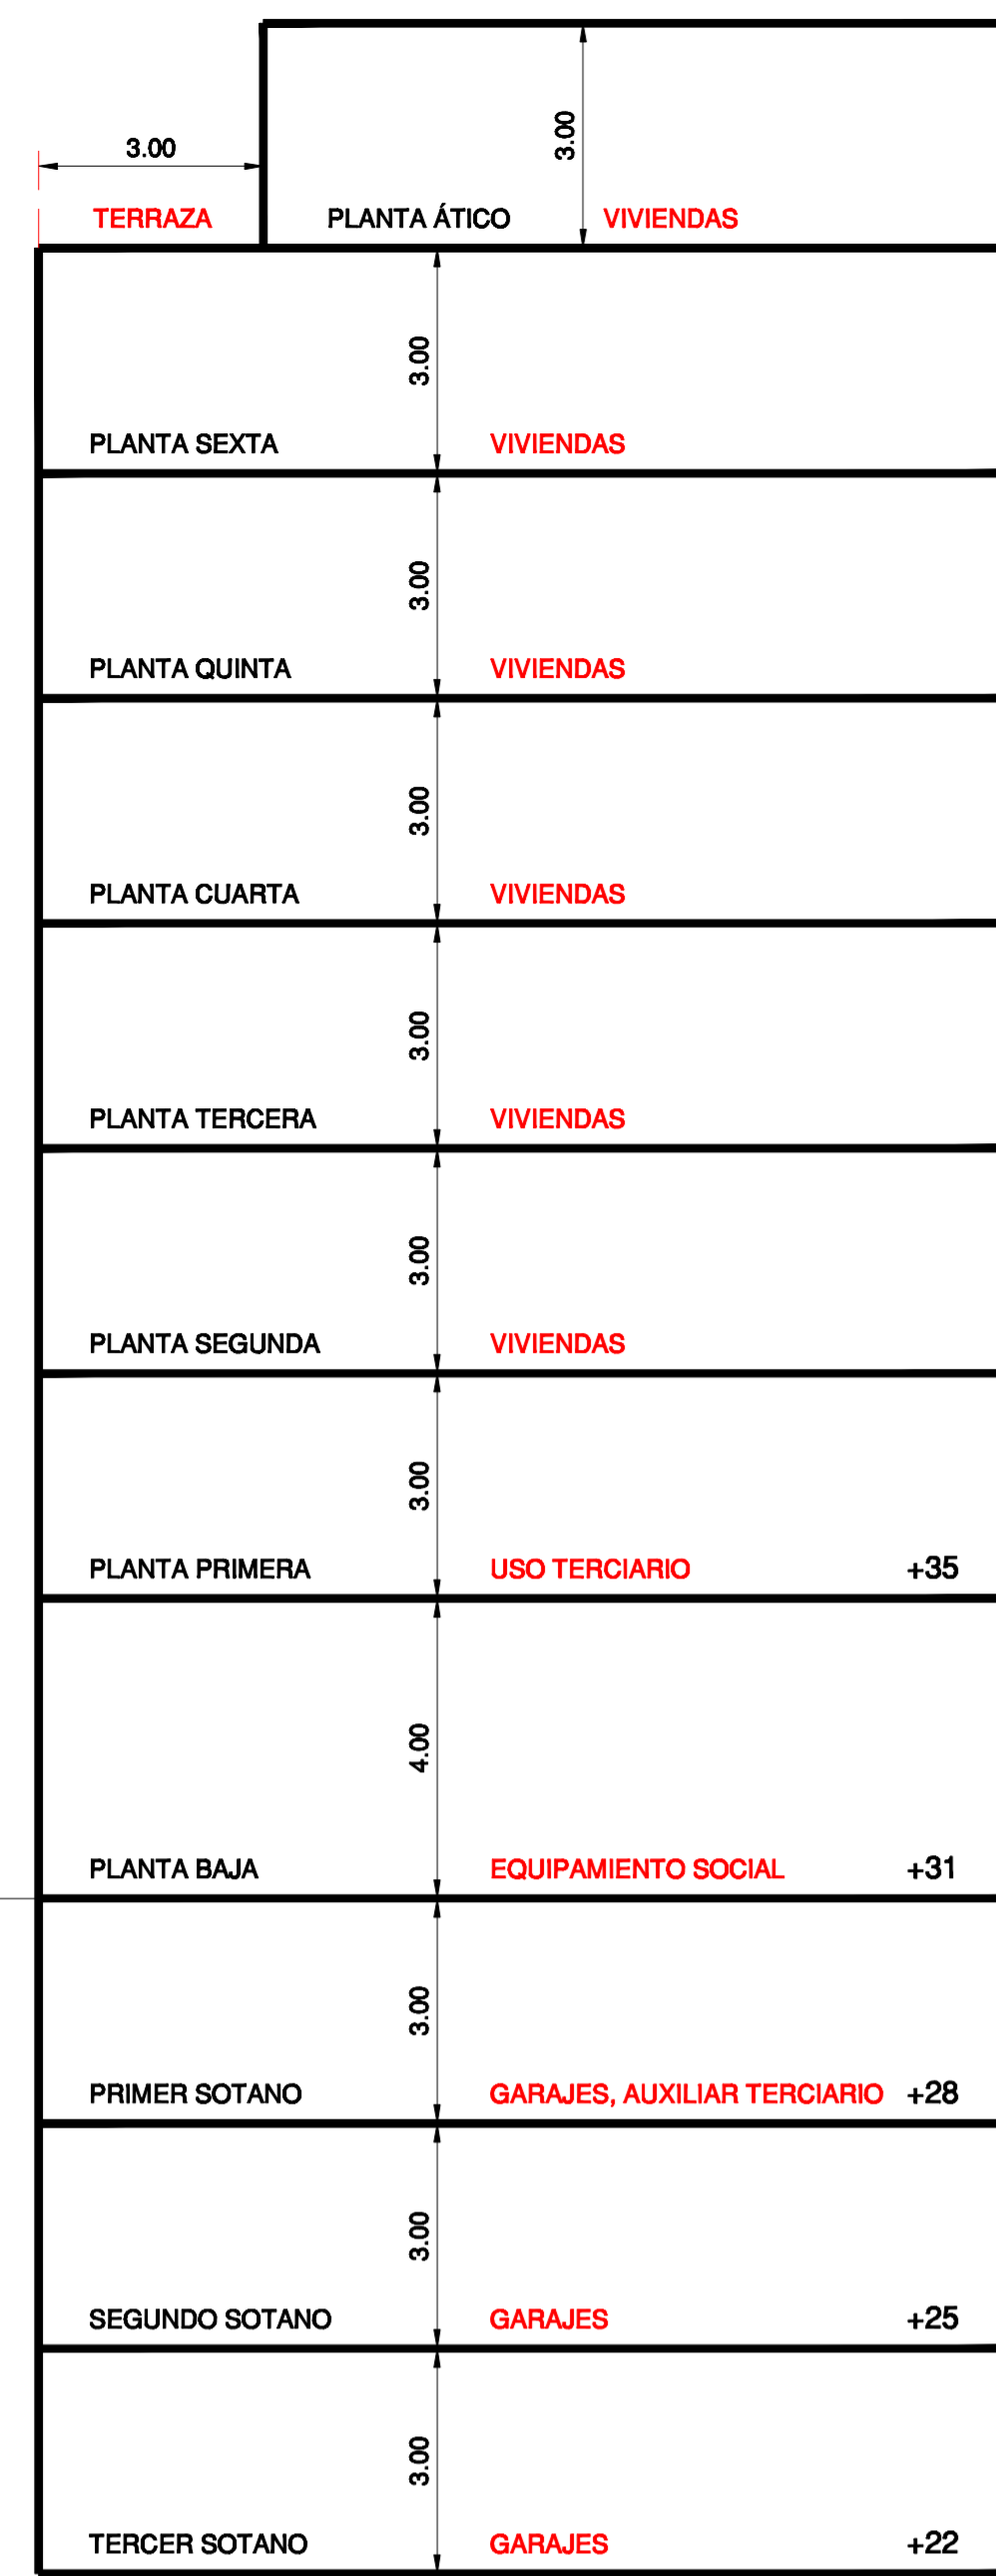 3.00
3.00
TERRAZA PLANTA ÁTICO VIVIENDAS
3.00
PLANTA SEXTA VIVIENDAS
3.00
PLANTA QUINTA VIVIENDAS
3.00
PLANTA CUARTA VIVIENDAS
3.00
PLANTA TERCERA VIVIENDAS
3.00
PLANTA SEGUNDA VIVIENDAS
3.00
PLANTA PRIMERA USO TERCIARIO +35
4.00
PLANTA BAJA EQUIPAMIENTO SOCIAL +31
3.00
PRIMER SOTANO GARAJES, AUXILIAR TERCIARIO +28
3.00
SEGUNDO SOTANO GARAJES +25
3.00
TERCER SOTANO GARAJES +22